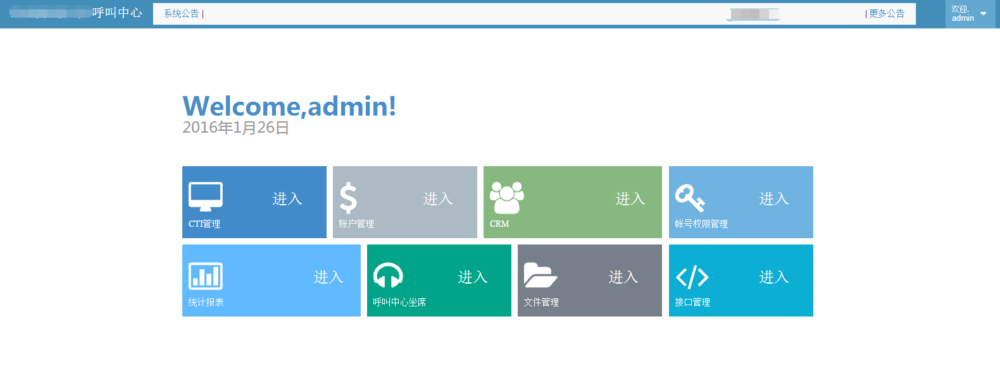 呼叫中心
系统公告 |
| 更多公告
欢迎,
admin
Welcome,admin!
2016年1月26日
进入
CTI管理
进入
账户管理
进入
CRM
进入
帐号权限管理
进入
统计报表
进入
呼叫中心坐席
进入
文件管理
进入
接口管理